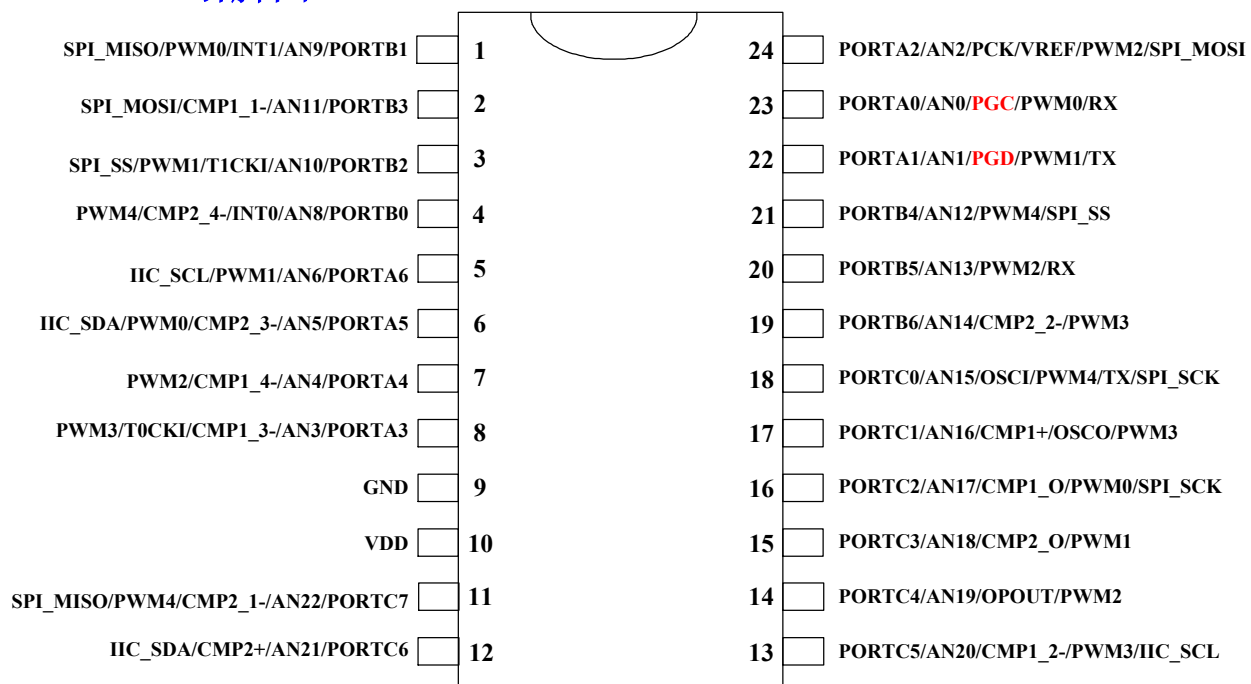 SPI_MISO/PWM0/INT1/AN9/PORTB1 1 24 PORTA2/AN2/PCK/VREF/PWM2/SPI_MOSI
SPI_MOSI/CMP1_1-/AN11/PORTB3 2 23 PORTA0/AN0/PGC/PWM0/RX
SPI_SS/PWM1/T1CKI/AN10/PORTB2 3 22 PORTA1/AN1/PGD/PWM1/TX
PWM4/CMP2_4-/INT0/AN8/PORTB0 4 21 PORTB4/AN12/PWM4/SPI_SS
IIC_SCL/PWM1/AN6/PORTA6 5 20 PORTB5/AN13/PWM2/RX
IIC_SDA/PWM0/CMP2_3-/AN5/PORTA5 6 19 PORTB6/AN14/CMP2_2-/PWM3
PWM2/CMP1_4-/AN4/PORTA4 7 18 PORTC0/AN15/OSCI/PWM4/TX/SPI_SCK
PWM3/T0CKI/CMP1_3-/AN3/PORTA3 8 17 PORTC1/AN16/CMP1+/OSCO/PWM3
GND 9 16 PORTC2/AN17/CMP1_O/PWM0/SPI_SCK
VDD 10 15 PORTC3/AN18/CMP2_O/PWM1
SPI_MISO/PWM4/CMP2_1-/AN22/PORTC7 11 14 PORTC4/AN19/OPOUT/PWM2
IIC_SDA/CMP2+/AN21/PORTC6 12 13 PORTC5/AN20/CMP1_2-/PWM3/IIC_SCL